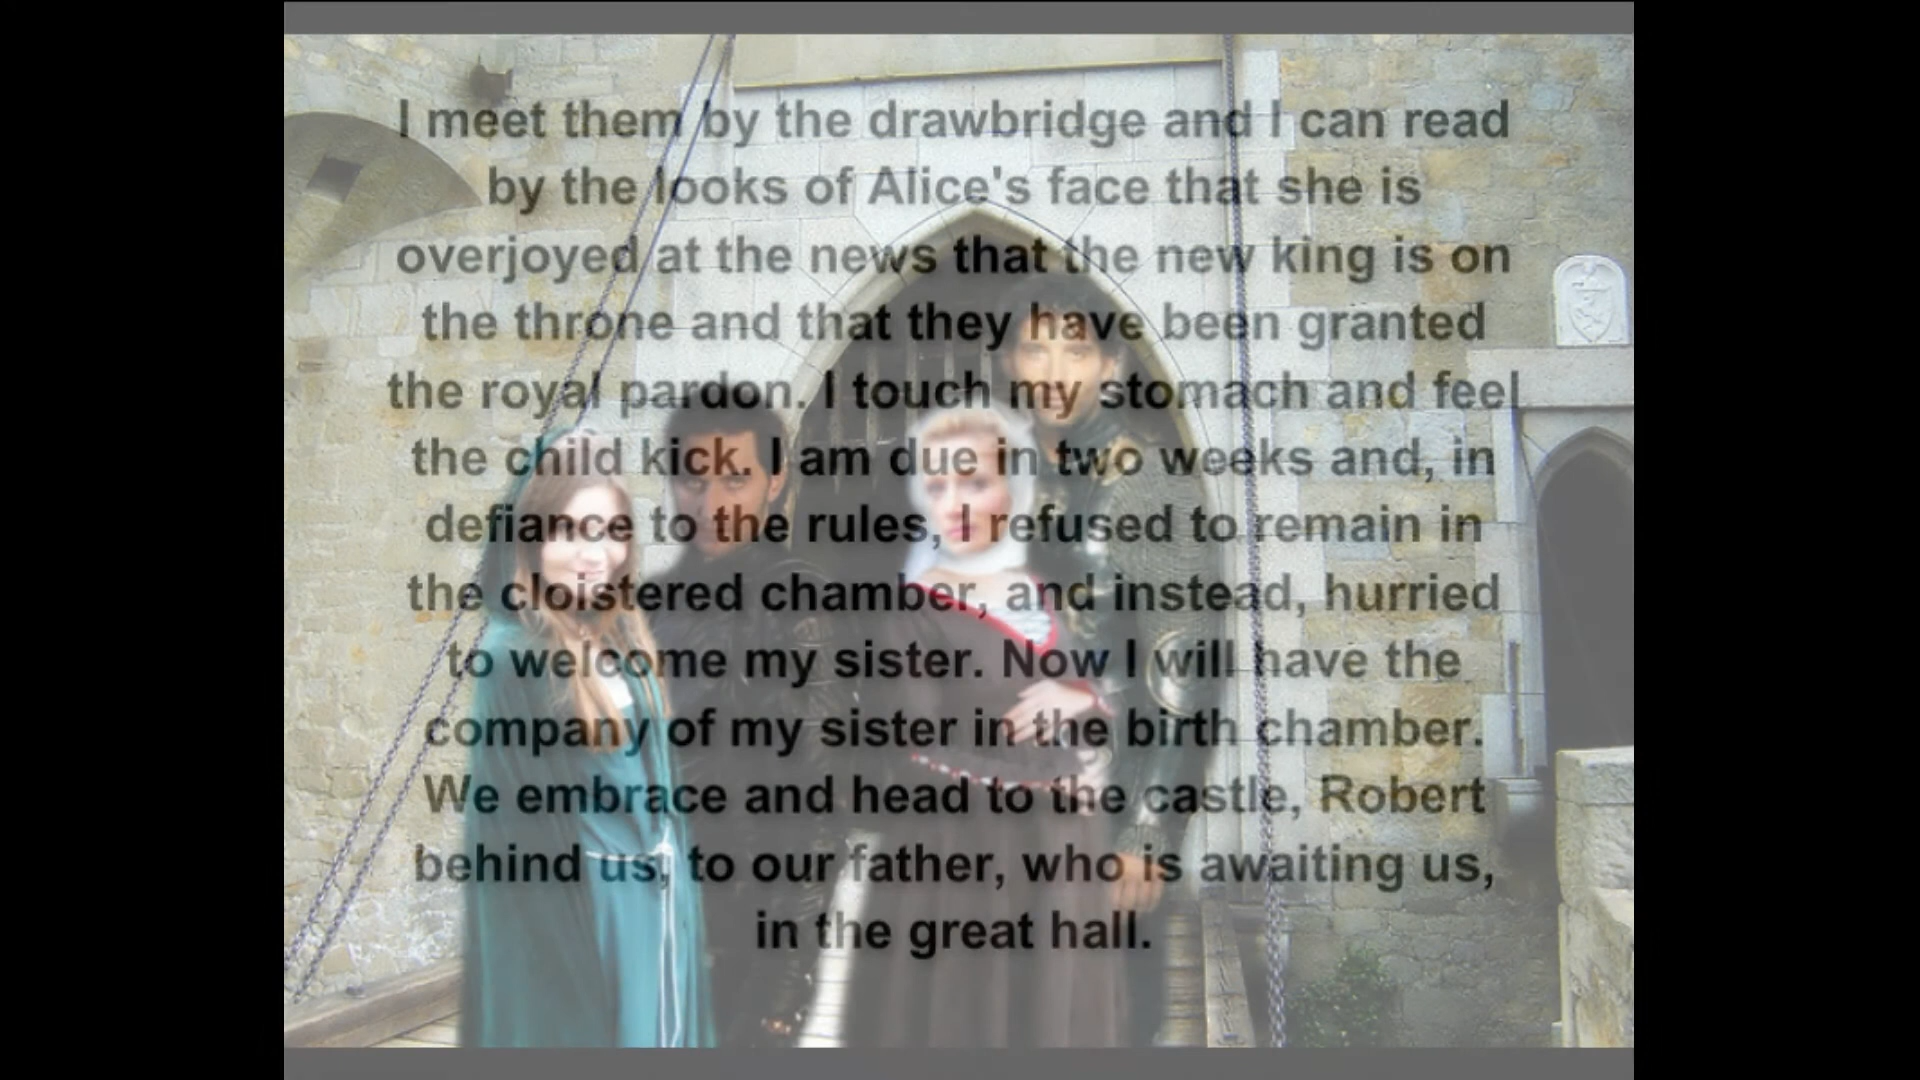 I meet them by the drawbridge and I can read
by the looks of Alice's face that she is
overjoyed at the news that the new king is on
the throne and that they have been granted
the royal pardon. I touch my stomach and feel
the child kick. I am due in two weeks and, in
defiance to the rules, I refused to remain in
the cloistered chamber, and instead, hurried
to welcome my sister. Now I will have the
company of my sister in the birth chamber.
We embrace and head to the castle, Robert
behind us, to our father, who is awaiting us,
in the great hall.